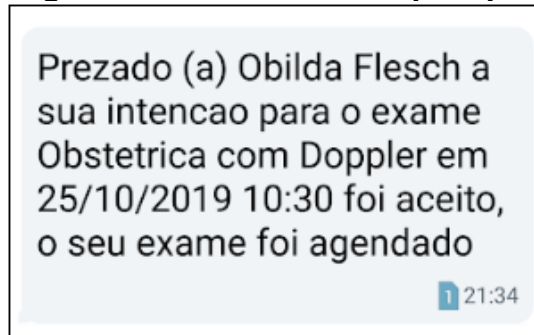 Prezado (a) Obilda Flesch a
sua intencao para o exame
Obstetrica com Doppler em
25/10/2019 10:30 foi aceito,
o seu exame foi agendado
1 21:34